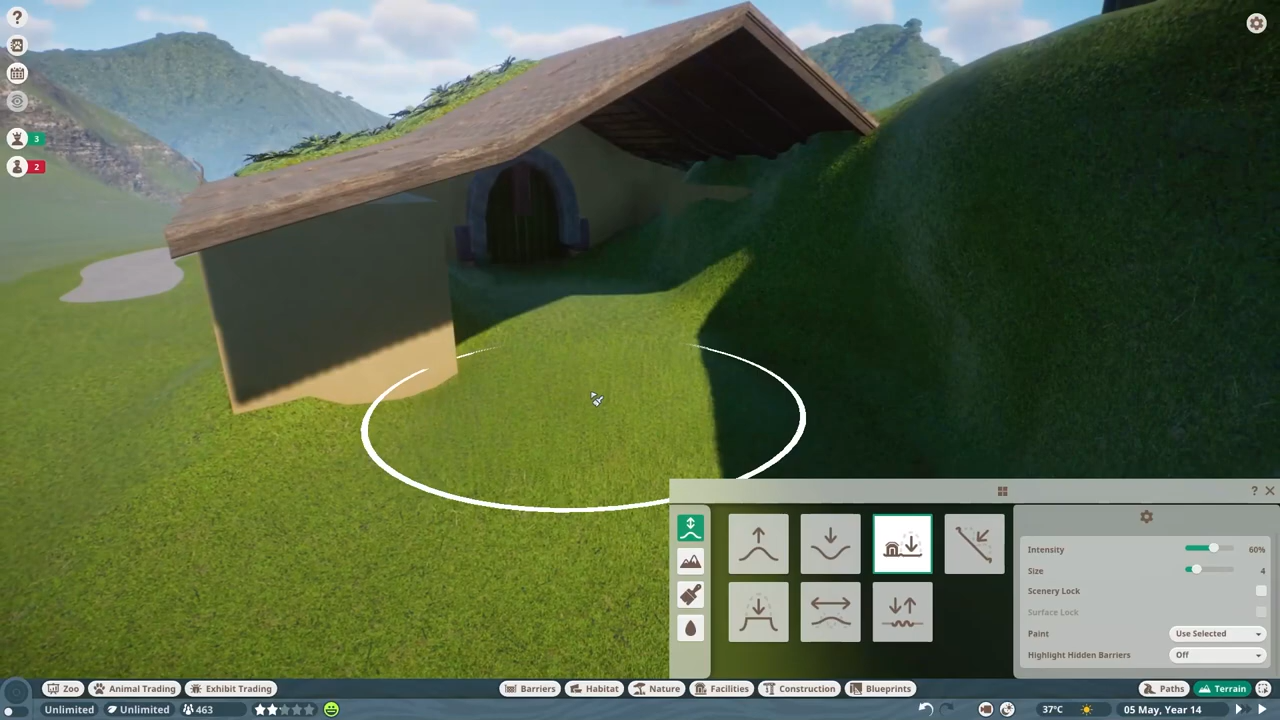 ?
3
2
? ×
Intensity 60%
Size 4
Scenery Lock
Surface Lock
Paint Use Selected
Highlight Hidden Barriers Off
Zoo Animal Trading Exhibit Trading Barriers Habitat Nature Facilities Construction Blueprints Paths Terrain
Unlimited Unlimited 463 37°C 05 May, Year 14